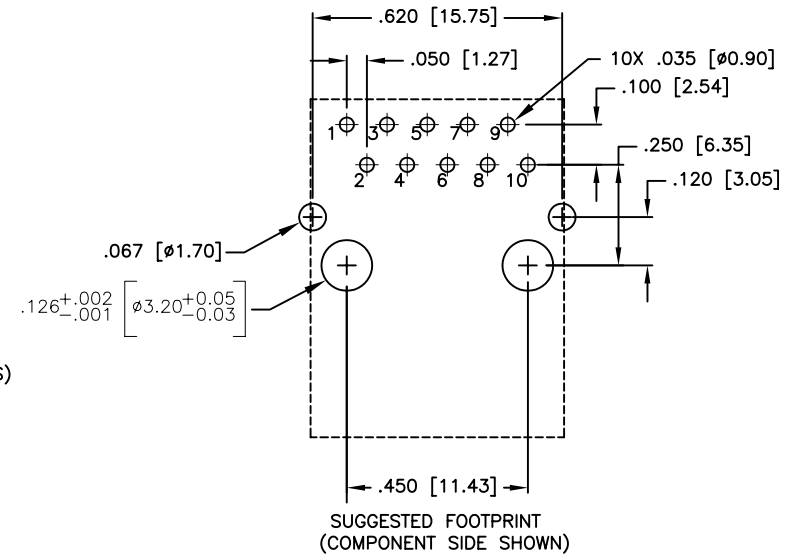 .620 [15.75]
.050 [1.27]
10X .035 [ø0.90]
.100 [2.54]
1 3 5 7 9
.250 [6.35]
2 4 6 8 10
.120 [3.05]
.067 [ø1.70]
.126+.002 -.001 [ø3.20+0.05 -0.03]
S)
.450 [11.43]
SUGGESTED FOOTPRINT
(COMPONENT SIDE SHOWN)